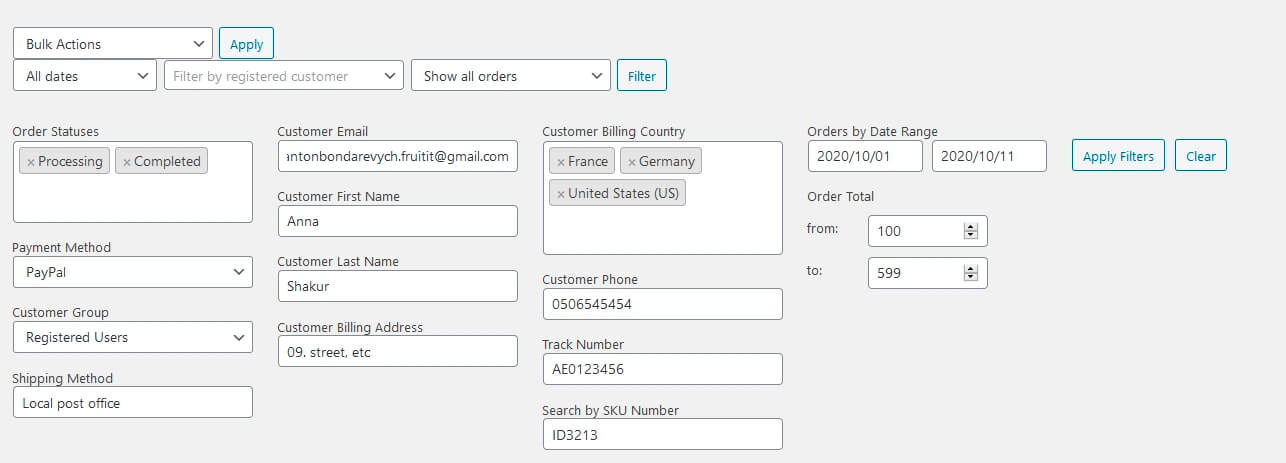 Bulk Actions Apply
All dates Filter by registered customer Show all orders Filter
Order Statuses
× Processing × Completed
Payment Method
PayPal
Customer Group
Registered Users
Shipping Method
Local post office
Customer Email
antonbondarevych.fruitit@gmail.com
Customer First Name
Anna
Customer Last Name
Shakur
Customer Billing Address
09. street, etc
Customer Billing Country
× France × Germany
× United States (US)
Customer Phone
0506545454
Track Number
AE0123456
Search by SKU Number
ID3213
Orders by Date Range
2020/10/01 2020/10/11 Apply Filters Clear
Order Total
from: 100
to: 599